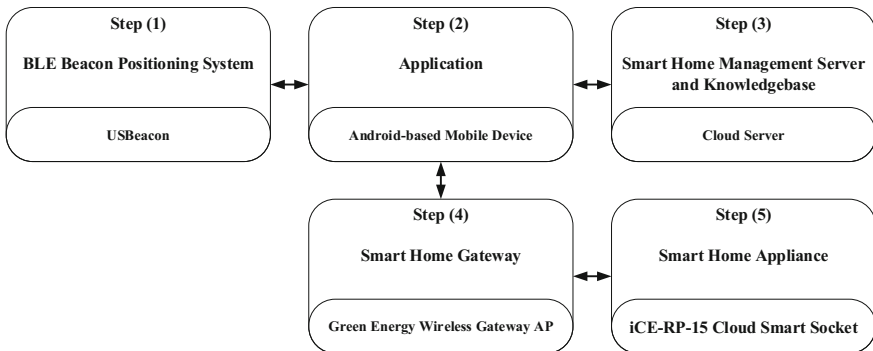 Step (1)
BLE Beacon Positioning System
USBeacon
Step (2)
Application
Android-based Mobile Device
Step (3)
Smart Home Management Server
and Knowledgebase
Cloud Server
Step (4)
Smart Home Gateway
Green Energy Wireless Gateway AP
Step (5)
Smart Home Appliance
iCE-RP-15 Cloud Smart Socket